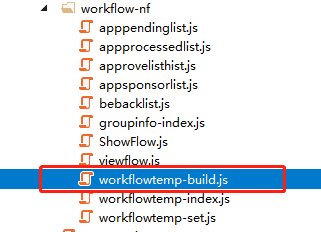 workflow-nf
apppendinglist.js
appprocessedlist.js
approvelisthist.js
appsponsorlist.js
bebacklist.js
groupinfo-index.js
ShowFlow.js
viewflow.js
workflowtemp-build.js
workflowtemp-index.js
workflowtemp-set.js